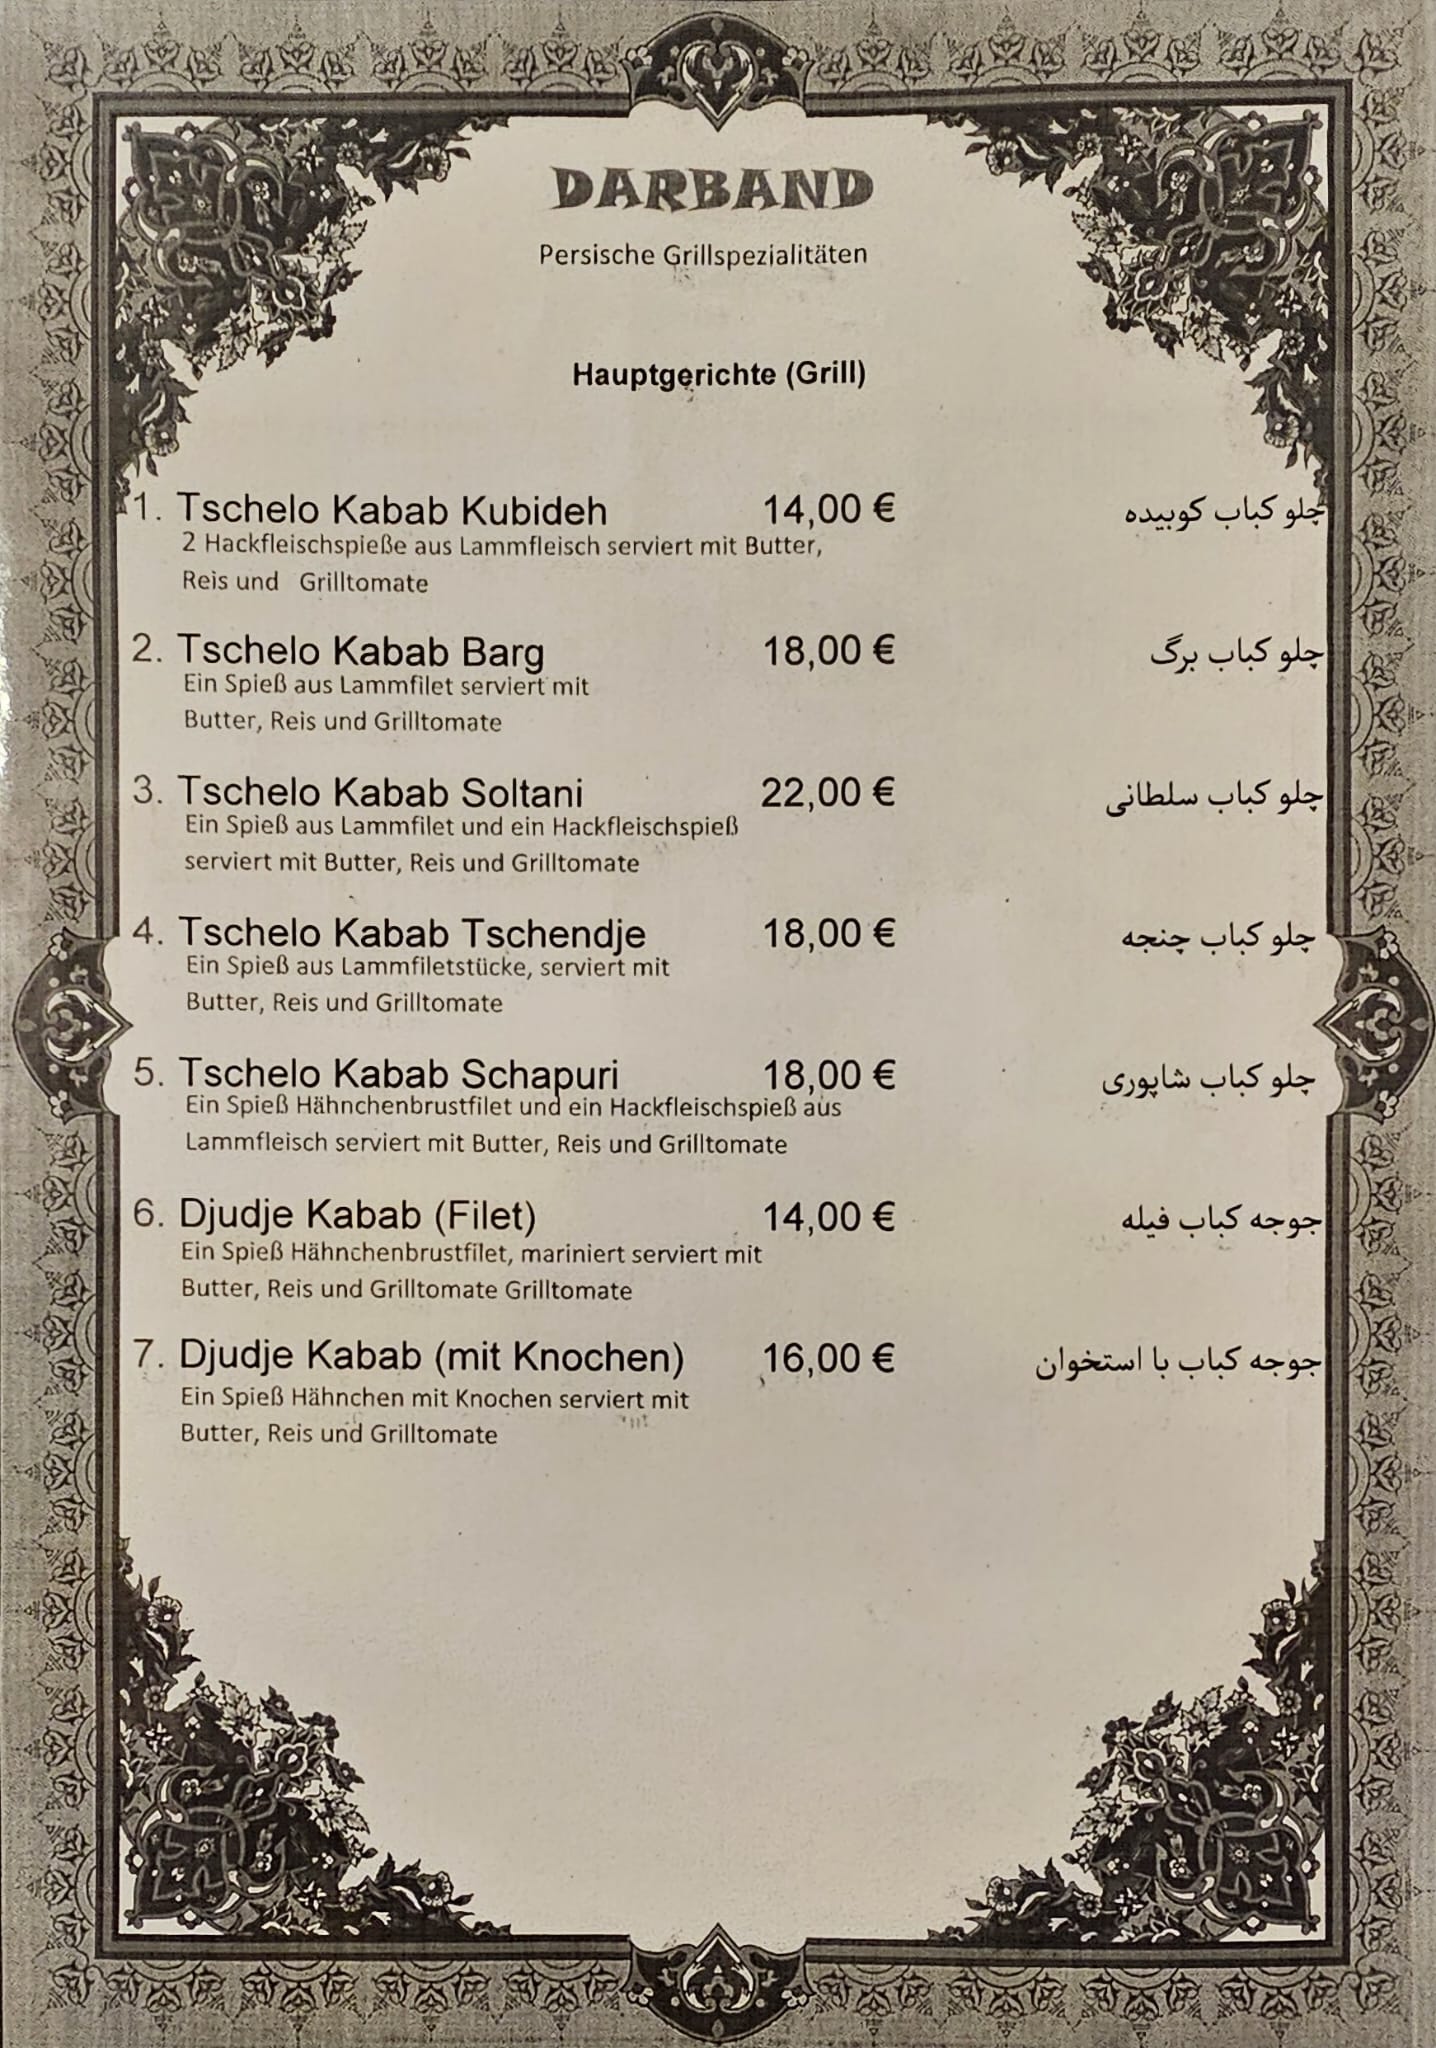 DARBAND
Persische Grillspezialitäten
Hauptgerichte (Grill)
1. Tschelo Kabab Kubideh 14,00 € چلو کباب کوبیده
2 Hackfleischspieße aus Lammfleisch serviert mit Butter,
Reis und Grilltomate
2. Tschelo Kabab Barg 18,00 € چلو کباب برگ
Ein Spieß aus Lammfilet serviert mit
Butter, Reis und Grilltomate
3. Tschelo Kabab Soltani 22,00 € چلو کباب سلطانی
Ein Spieß aus Lammfilet und ein Hackfleischspieß
serviert mit Butter, Reis und Grilltomate
4. Tschelo Kabab Tschendje 18,00 € چلو کباب چنجه
Ein Spieß aus Lammfiletstücke, serviert mit
Butter, Reis und Grilltomate
5. Tschelo Kabab Schapuri 18,00 € چلو کباب شاپوری
Ein Spieß Hähnchenbrustfilet und ein Hackfleischspieß aus
Lammfleisch serviert mit Butter, Reis und Grilltomate
6. Djudje Kabab (Filet) 14,00 € جوجه کباب فیله
Ein Spieß Hähnchenbrustfilet, mariniert serviert mit
Butter, Reis und Grilltomate Grilltomate
7. Djudje Kabab (mit Knochen) 16,00 € جوجه کباب با استخوان
Ein Spieß Hähnchen mit Knochen serviert mit
Butter, Reis und Grilltomate